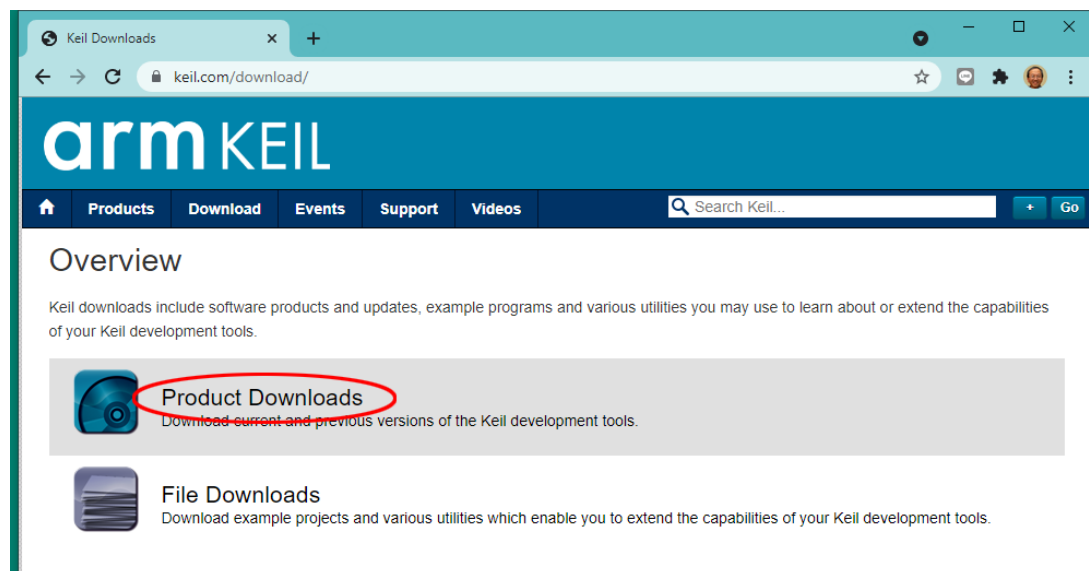 Keil Downloads
keil.com/download/
arm KEIL
Products Download Events Support Videos Search Keil... + Go
Overview
Keil downloads include software products and updates, example programs and various utilities you may use to learn about or extend the capabilities
of your Keil development tools.
Product Downloads
Download current and previous versions of the Keil development tools.
File Downloads
Download example projects and various utilities which enable you to extend the capabilities of your Keil development tools.